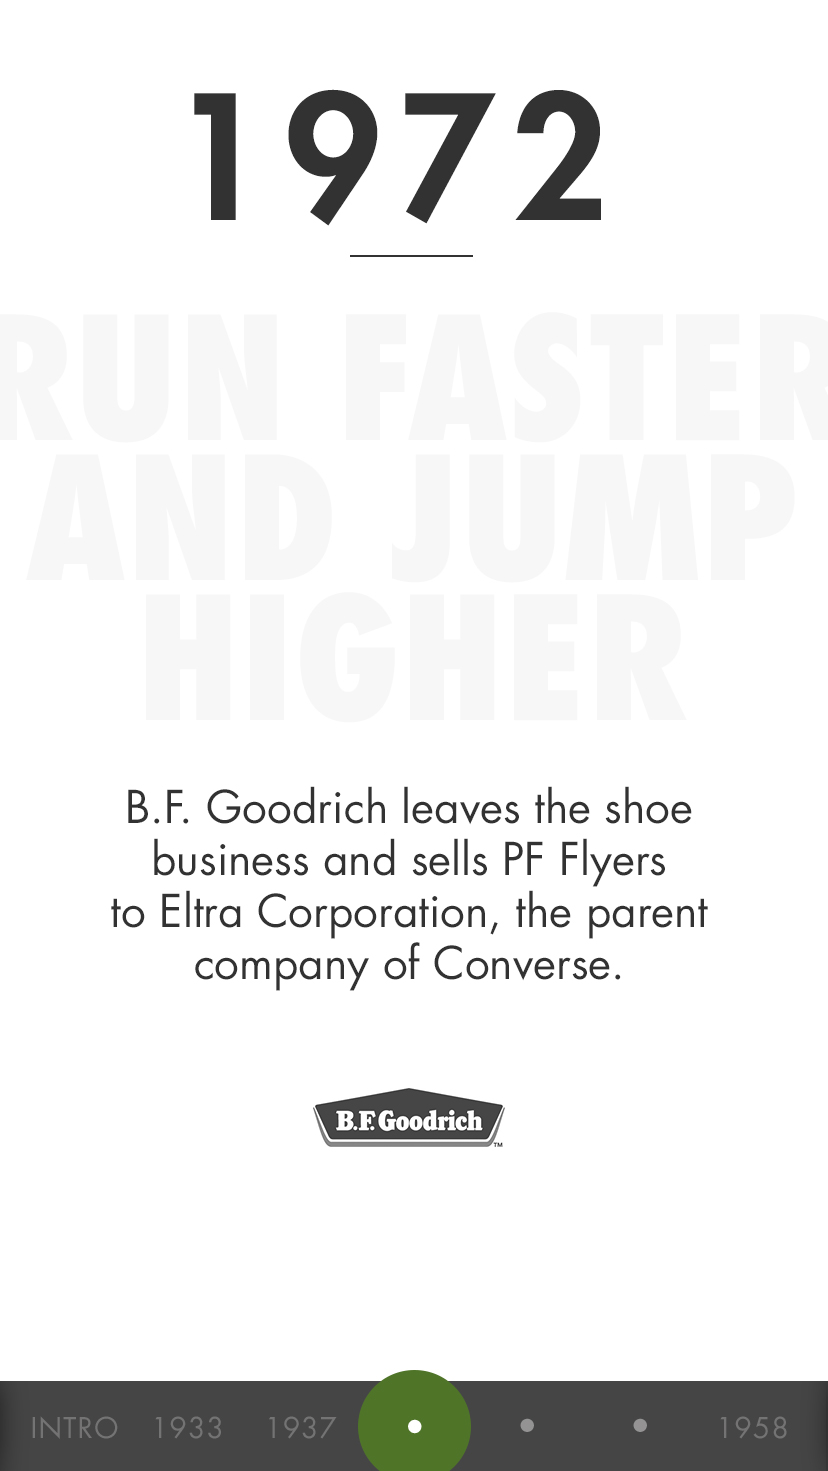 1972
RUN FASTER
AND JUMP
HIGHER
B.F. Goodrich leaves the shoe
business and sells PF Flyers
to Eltra Corporation, the parent
company of Converse.
B.F. Goodrich
TM
INTRO 1933 1937 1958